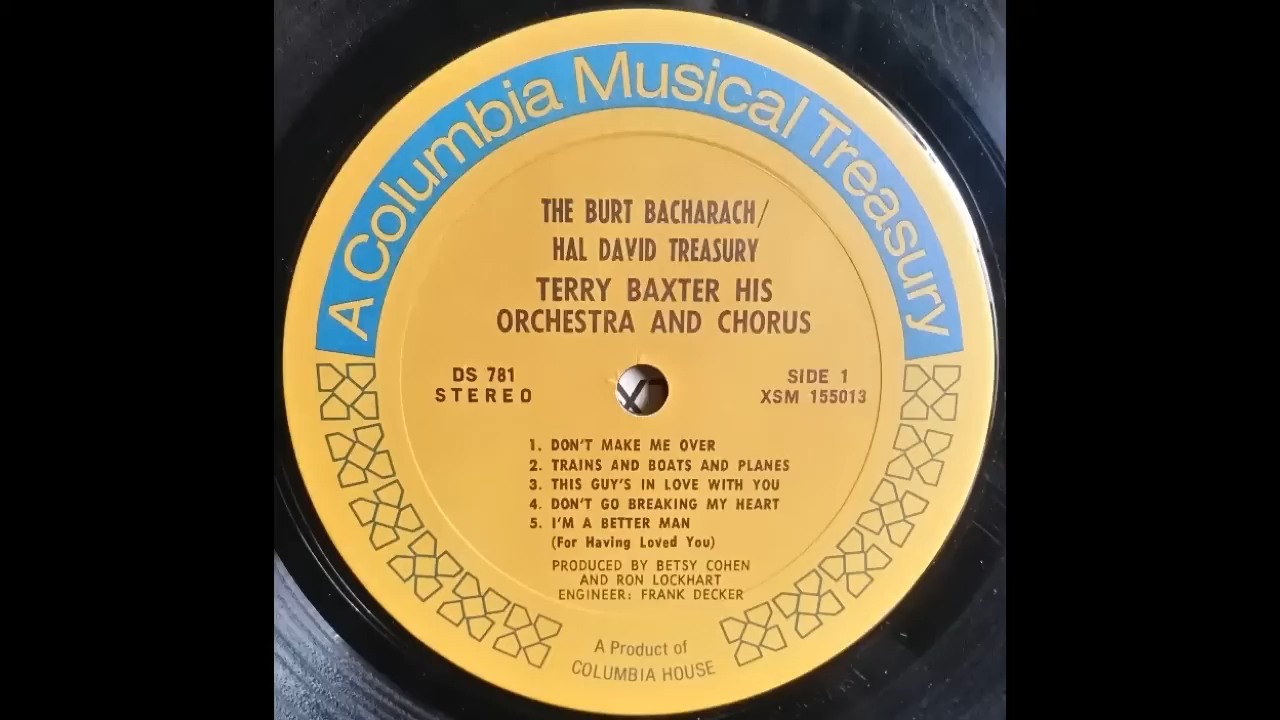 A Columbia Musical Treasury
THE BURT BACHARACH/
HAL DAVID TREASURY
TERRY BAXTER HIS
ORCHESTRA AND CHORUS
DS 781
STEREO
SIDE 1
XSM 155013
1. DON'T MAKE ME OVER
2. TRAINS AND BOATS AND PLANES
3. THIS GUY'S IN LOVE WITH YOU
4. DON'T GO BREAKING MY HEART
5. I'M A BETTER MAN
(For Having Loved You)
PRODUCED BY BETSY COHEN
AND RON LOCKHART
ENGINEER: FRANK DECKER
A Product of
COLUMBIA HOUSE